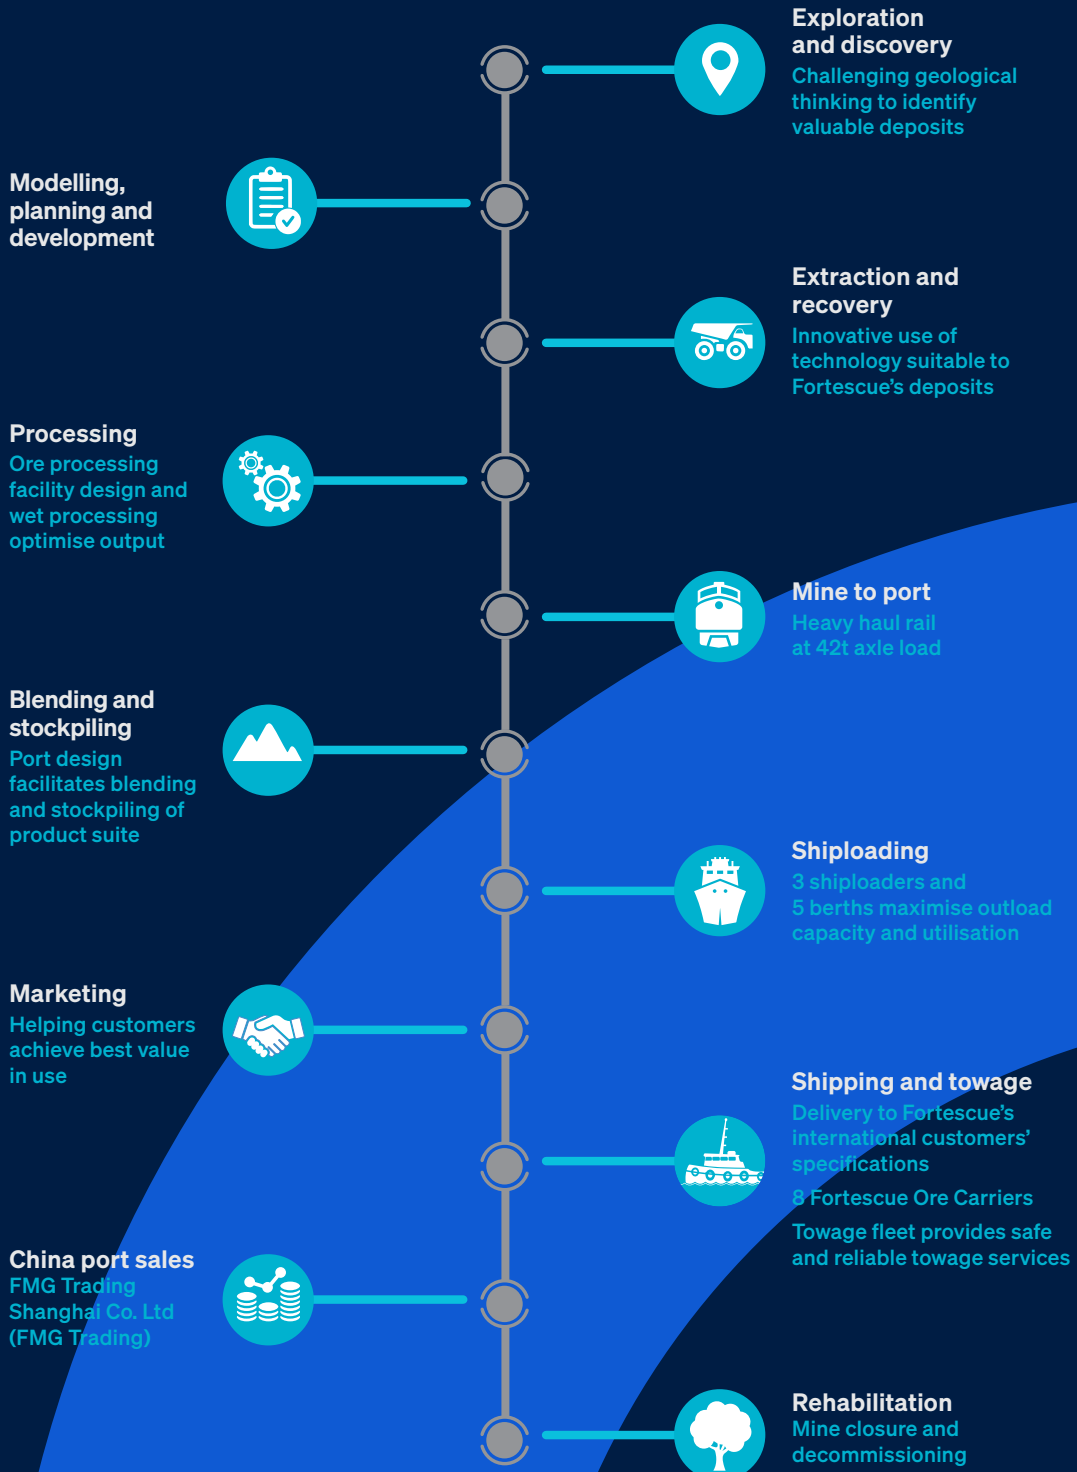 Exploration
and discovery
Challenging geological
thinking to identify
valuable deposits
Modelling,
planning and
development
Extraction and
recovery
Innovative use of
technology suitable to
Fortescue’s deposits
Processing
Ore processing
facility design and
wet processing
optimise output
Mine to port
Heavy haul rail
at 42t axle load
Blending and
stockpiling
Port design
facilitates blending
and stockpiling of
product suite
Shiploading
3 shiploaders and
5 berths maximise outload
capacity and utilisation
Marketing
Helping customers
achieve best value
in use
Shipping and towage
Delivery to Fortescue’s
international customers’
specifications
8 Fortescue Ore Carriers
Towage fleet provides safe
and reliable towage services
China port sales
FMG Trading
Shanghai Co. Ltd
(FMG Trading)
Rehabilitation
Mine closure and
decommissioning